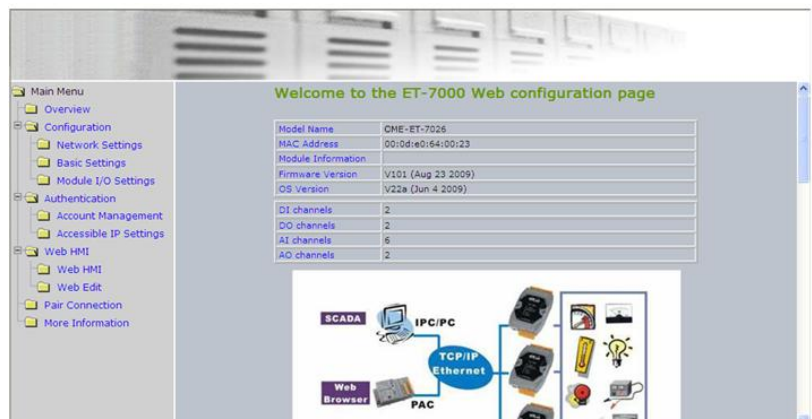 Main Menu
Overview
Configuration
Network Settings
Basic Settings
Module I/O Settings
Authentication
Account Management
Accessible IP Settings
Web HMI
Web HMI
Web Edit
Pair Connection
More Information
Welcome to the ET-7000 Web configuration page
Model Name CME-ET-7026
MAC Address 00:0d:e0:64:00:23
Module Information
Firmware Version V101 (Aug 23 2009)
OS Version V22a (Jun 4 2009)
DI channels 2
DO channels 2
AI channels 6
AO channels 2
SCADA
IPC/PC
TCP/IP
Ethernet
Web
Browser
PAC